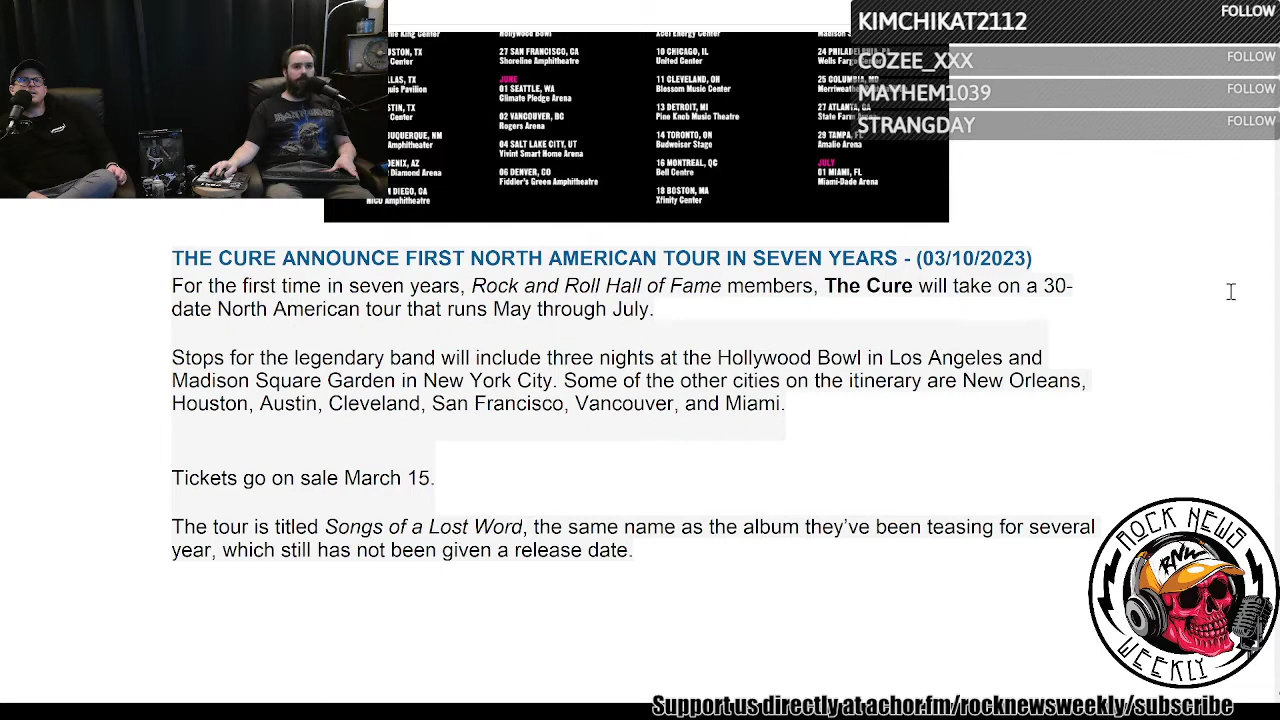 KIMCHIKAT2112 FOLLOW
COZEE_XXX FOLLOW
MAYHEM1039 FOLLOW
STRANGDAY FOLLOW
Hollywood Bowl
27 SAN FRANCISCO, CA
Shoreline Amphitheatre
JUNE
01 SEATTLE, WA
Climate Pledge Arena
02 VANCOUVER, BC
Rogers Arena
04 SALT LAKE CITY, UT
Vivint Smart Home Arena
06 DENVER, CO
Fiddler's Green Amphitheatre
Xcel Energy Center
10 CHICAGO, IL
United Center
11 CLEVELAND, OH
Blossom Music Center
13 DETROIT, MI
Pine Knob Music Theatre
14 TORONTO, ON
Budweiser Stage
16 MONTREAL, QC
Bell Centre
18 BOSTON, MA
Xfinity Center
24
Wells
25
27 ATLANTA, GA
State
29 TAMPA, FL
Amalie Arena
JULY
01 MIAMI, FL
Miami-Dade Arena
THE CURE ANNOUNCE FIRST NORTH AMERICAN TOUR IN SEVEN YEARS - (03/10/2023)
For the first time in seven years, Rock and Roll Hall of Fame members, The Cure will take on a 30-
date North American tour that runs May through July.
Stops for the legendary band will include three nights at the Hollywood Bowl in Los Angeles and
Madison Square Garden in New York City. Some of the other cities on the itinerary are New Orleans,
Houston, Austin, Cleveland, San Francisco, Vancouver, and Miami.
Tickets go on sale March 15.
The tour is titled Songs of a Lost Word, the same name as the album they've been teasing for several
year, which still has not been given a release date.
ROCK NEWS
RNW
WEEKLY
Support us directly at achor.fm/rocknewsweekly/subscribe